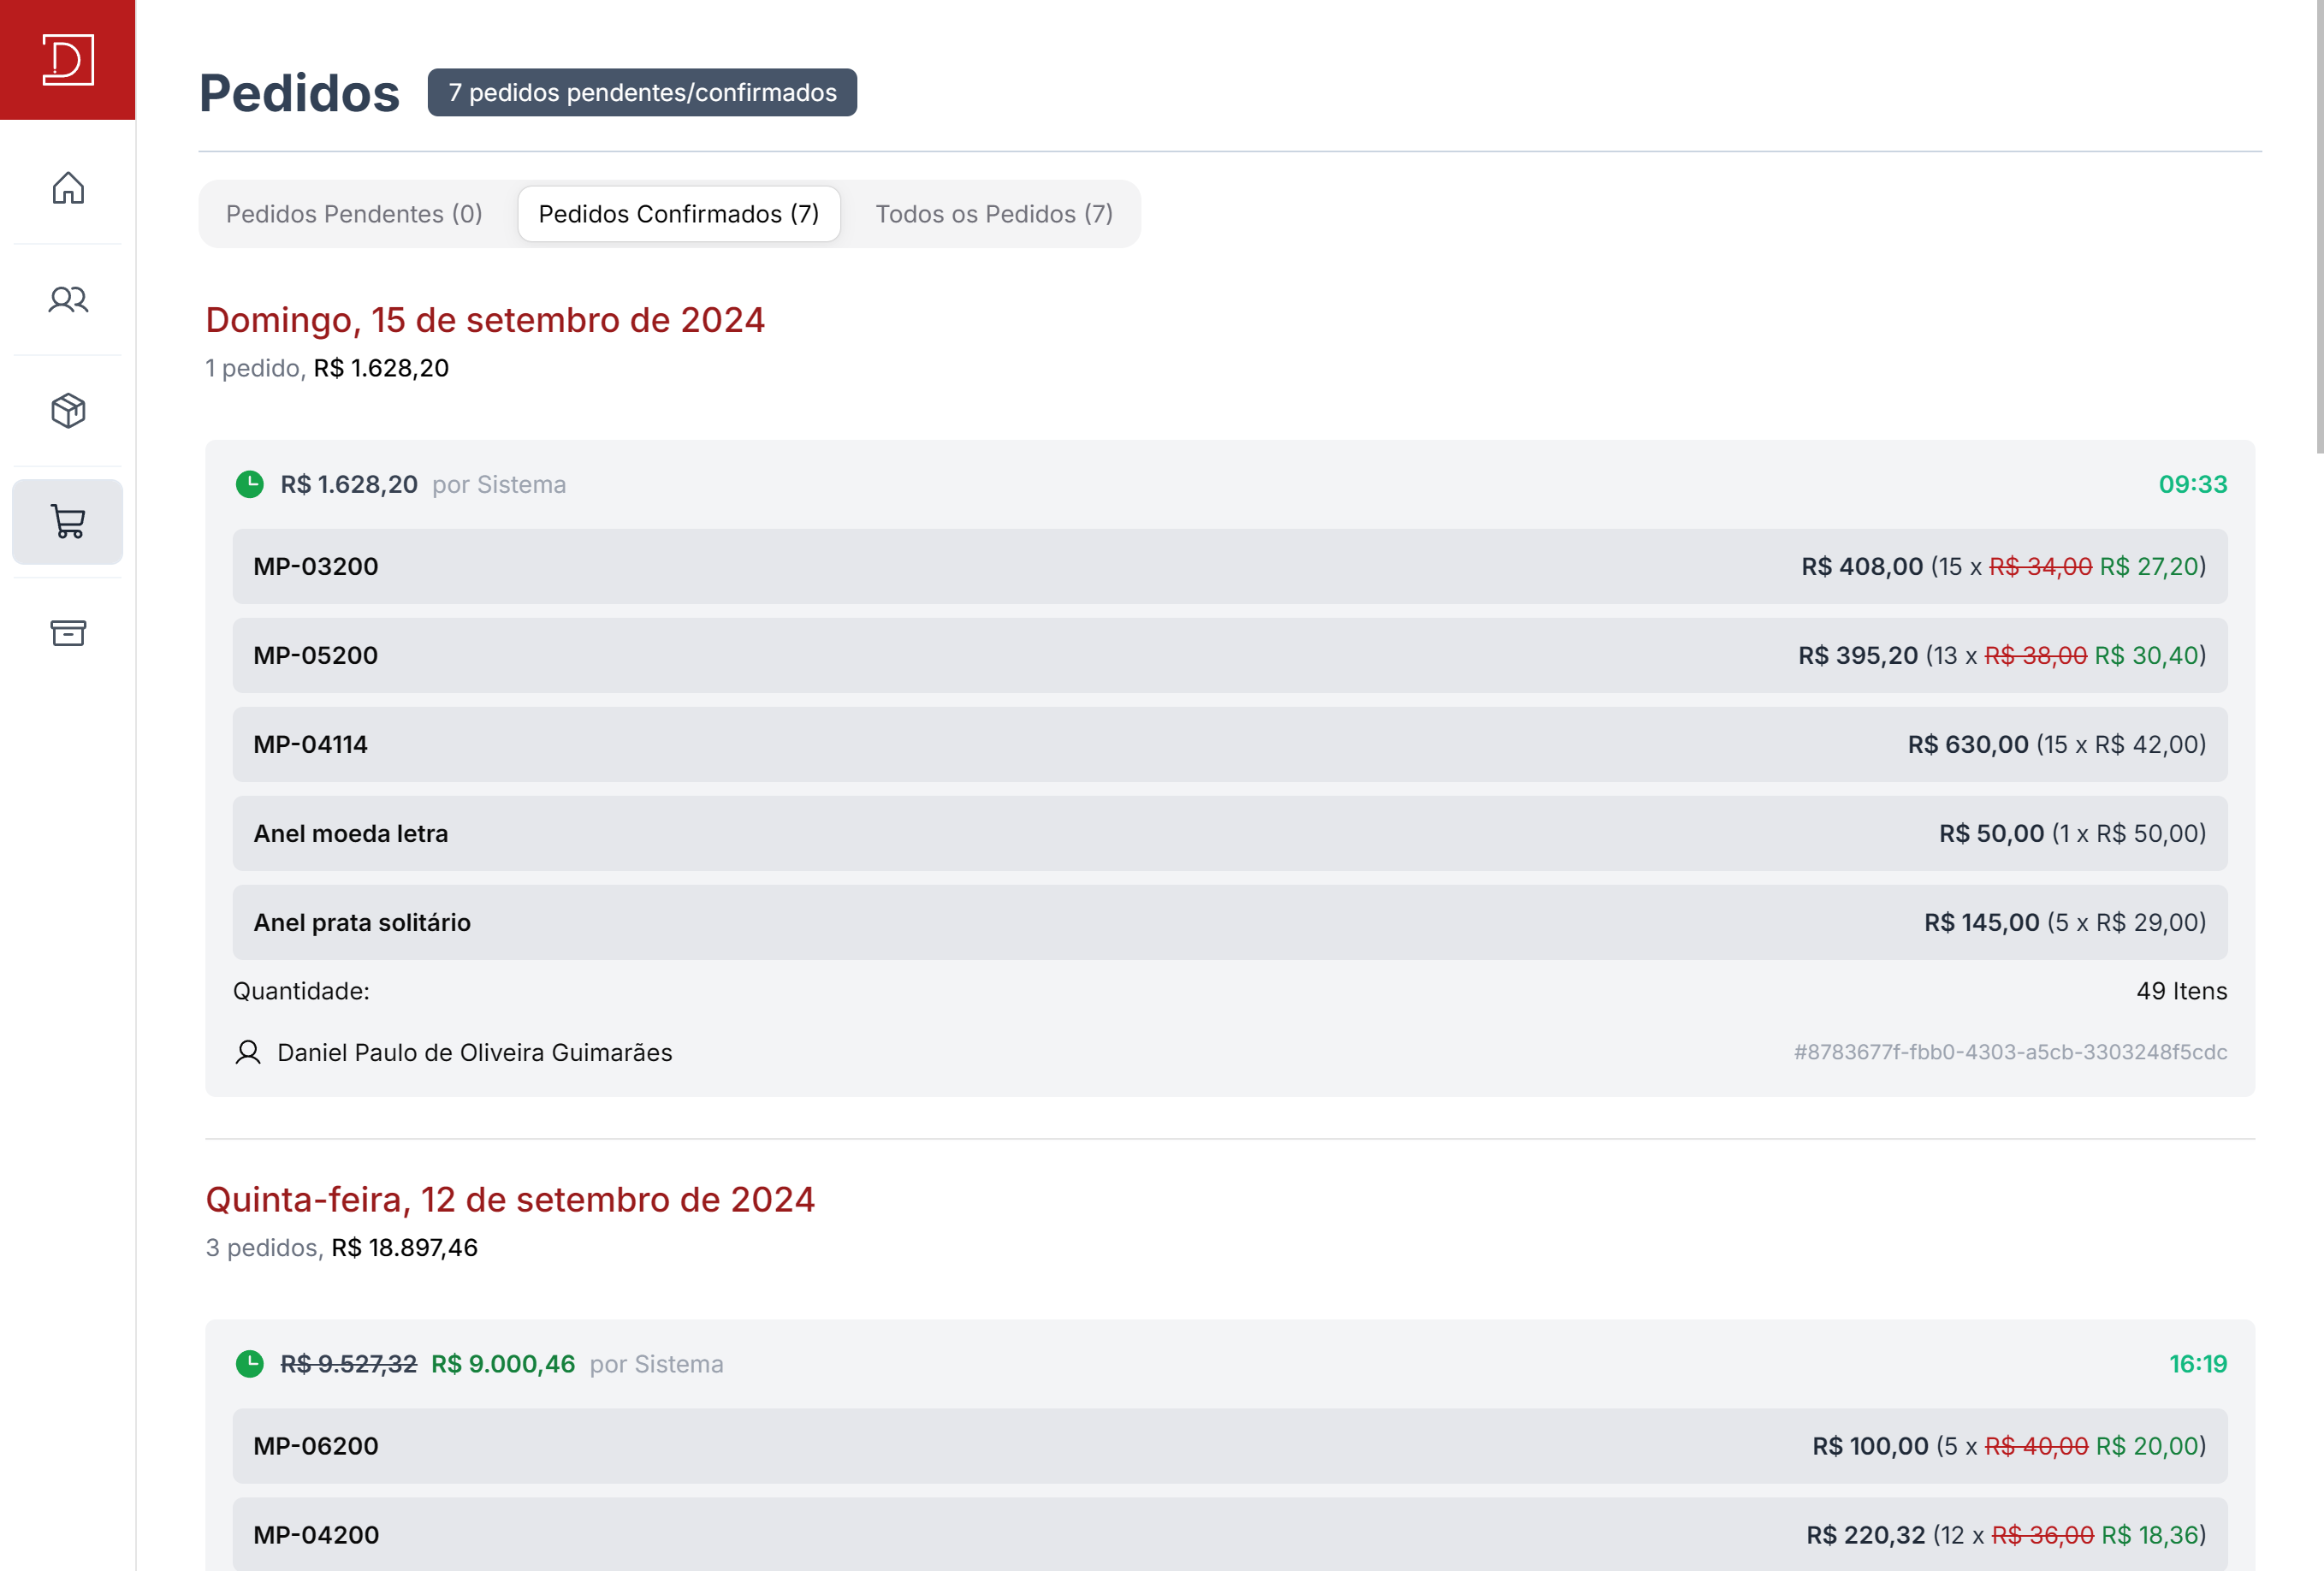 D
Pedidos 7 pedidos pendentes/confirmados
Pedidos Pendentes (0) Pedidos Confirmados (7) Todos os Pedidos (7)
Domingo, 15 de setembro de 2024
1 pedido, R$ 1.628,20
R$ 1.628,20 por Sistema 09:33
MP-03200 R$ 408,00 (15 x R$ 34,00 R$ 27,20)
MP-05200 R$ 395,20 (13 x R$ 38,00 R$ 30,40)
MP-04114 R$ 630,00 (15 x R$ 42,00)
Anel moeda letra R$ 50,00 (1 x R$ 50,00)
Anel prata solitário R$ 145,00 (5 x R$ 29,00)
Quantidade: 49 Itens
Daniel Paulo de Oliveira Guimarães #8783677f-fbb0-4303-a5cb-3303248f5cdc
Quinta-feira, 12 de setembro de 2024
3 pedidos, R$ 18.897,46
R$ 9.527,32 R$ 9.000,46 por Sistema 16:19
MP-06200 R$ 100,00 (5 x R$ 40,00 R$ 20,00)
MP-04200 R$ 220,32 (12 x R$ 36,00 R$ 18,36)